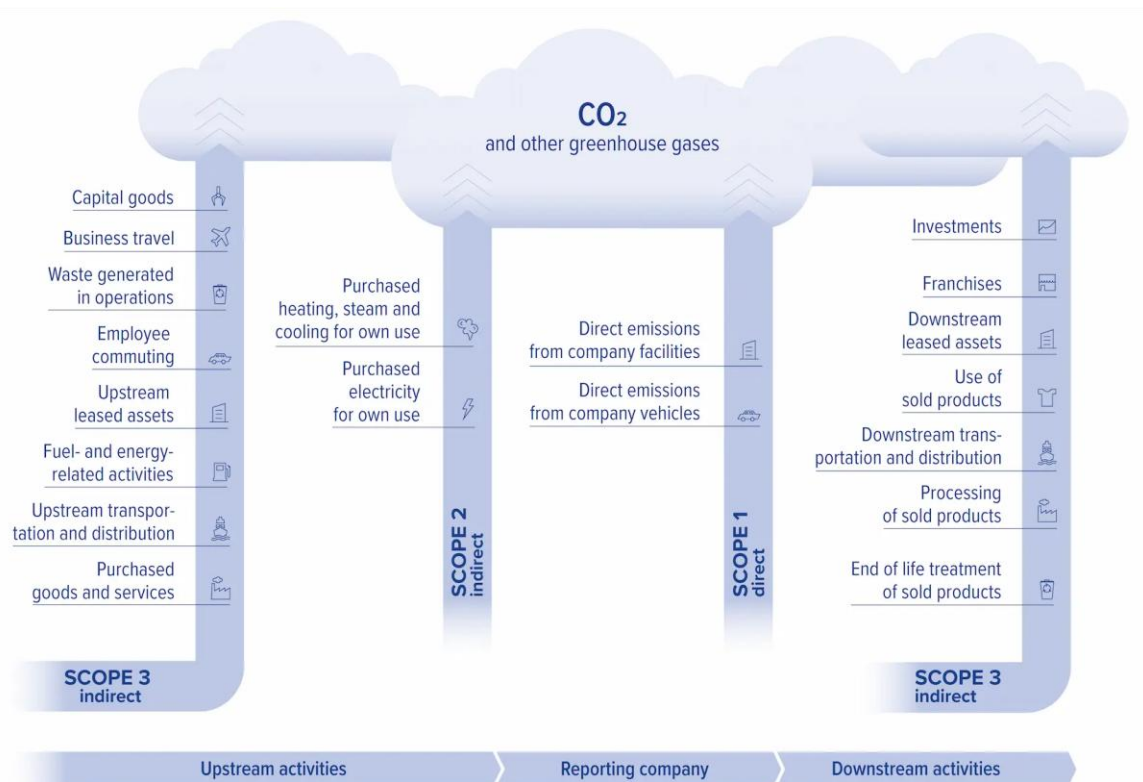 CO₂
and other greenhouse gases
Capital goods
Business travel
Waste generated
in operations
Employee
commuting
Upstream
leased assets
Fuel- and energy-
related activities
Upstream transpor-
tation and distribution
Purchased
goods and services
SCOPE 3
indirect
Purchased
heating, steam and
cooling for own use
Purchased
electricity
for own use
SCOPE 2
indirect
Direct emissions
from company facilities
Direct emissions
from company vehicles
SCOPE 1
direct
Investments
Franchises
Downstream
leased assets
Use of
sold products
Downstream trans-
portation and distribution
Processing
of sold products
End of life treatment
of sold products
SCOPE 3
indirect
Upstream activities
Reporting company
Downstream activities